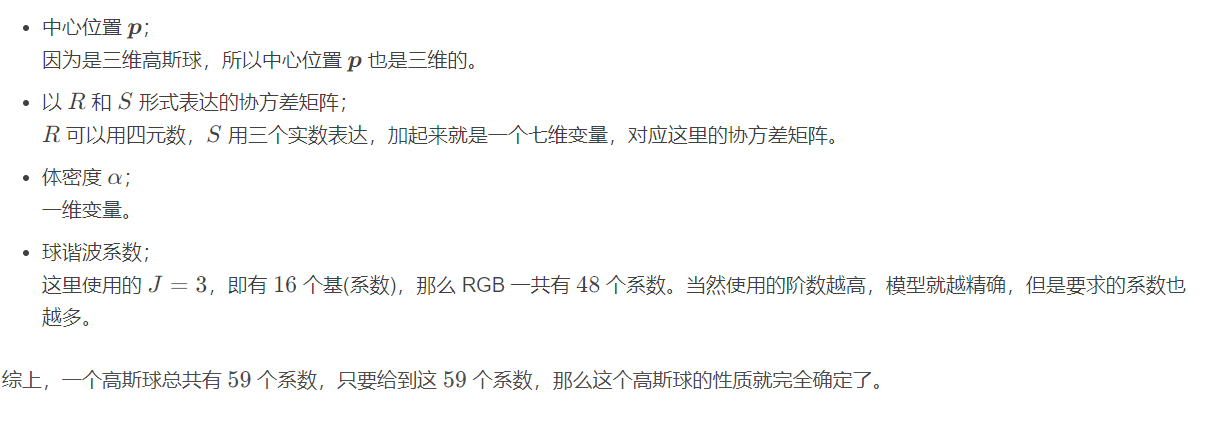 • 中心位置 p；
因为是三维高斯球，所以中心位置 p 也是三维的。
• 以 R 和 S 形式表达的协方差矩阵；
R 可以用四元数，S 用三个实数表达，加起来就是一个七维变量，对应这里的协方差矩阵。
• 体密度 α；
一维变量。
• 球谐波系数；
这里使用的 J = 3，即有 16 个基(系数)，那么 RGB 一共有 48 个系数。当然使用的阶数越高，模型就越精确，但是要求的系数也
越多。
综上，一个高斯球总共有 59 个系数，只要给到这 59 个系数，那么这个高斯球的性质就完全确定了。